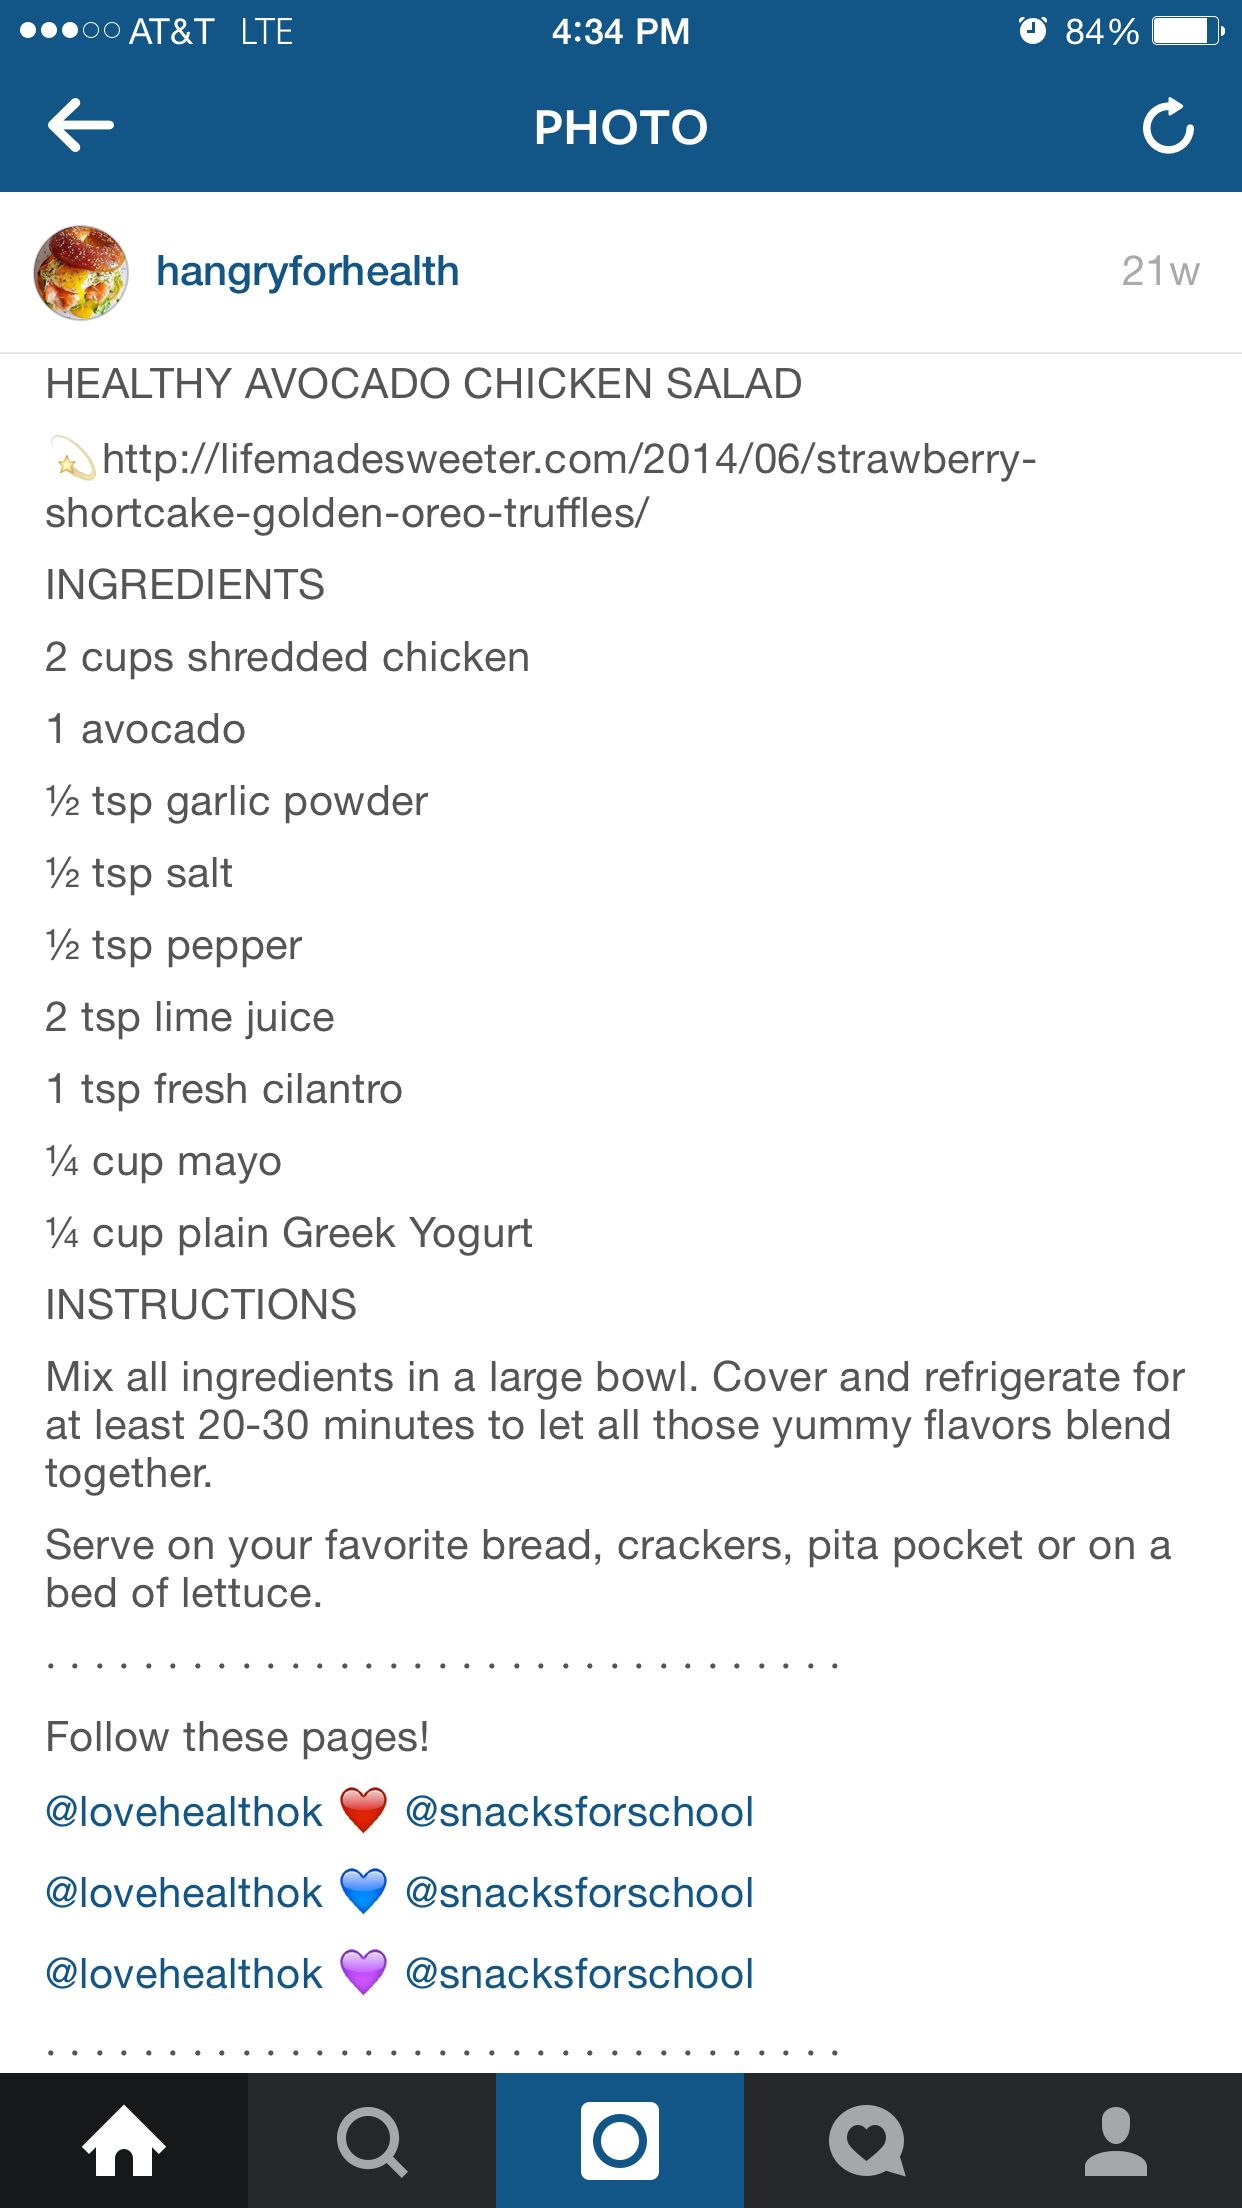 AT&T LTE 4:34 PM 84%
PHOTO
hangryforhealth 21w
HEALTHY AVOCADO CHICKEN SALAD
💫http://lifemadesweeter.com/2014/06/strawberry-
shortcake-golden-oreo-truffles/
INGREDIENTS
2 cups shredded chicken
1 avocado
½ tsp garlic powder
½ tsp salt
½ tsp pepper
2 tsp lime juice
1 tsp fresh cilantro
¼ cup mayo
¼ cup plain Greek Yogurt
INSTRUCTIONS
Mix all ingredients in a large bowl. Cover and refrigerate for
at least 20-30 minutes to let all those yummy flavors blend
together.
Serve on your favorite bread, crackers, pita pocket or on a
bed of lettuce.
. . . . . . . . . . . . . . . . . . . . . . . . . . . . . . . . .
Follow these pages!
@lovehealthok ❤️ @snacksforschool
@lovehealthok 💙 @snacksforschool
@lovehealthok 💜 @snacksforschool
. . . . . . . . . . . . . . . . . . . . . . . . . . . . . . . . .